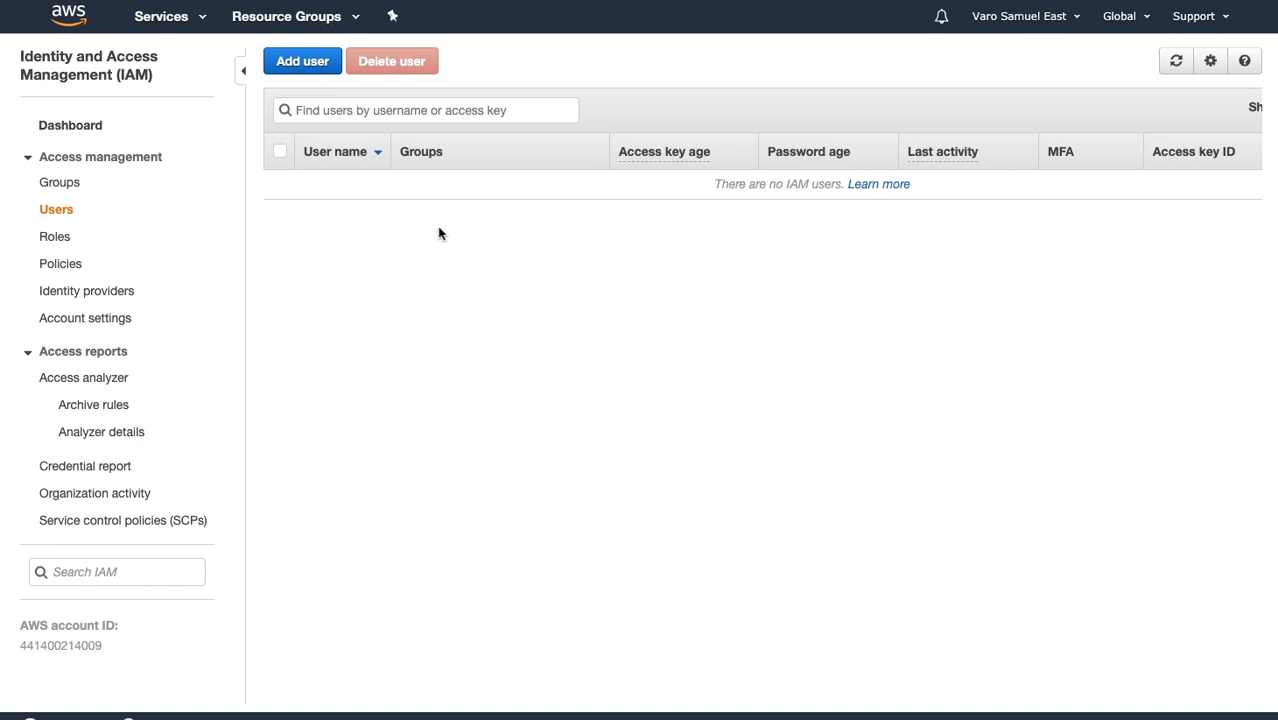 aws
Services
Resource Groups
Varo Samuel East
Global
Support
Identity and Access
Management (IAM)
Dashboard
Access management
Groups
Users
Roles
Policies
Identity providers
Account settings
Access reports
Access analyzer
Archive rules
Analyzer details
Credential report
Organization activity
Service control policies (SCPs)
Search IAM
AWS account ID:
441400214009
Add user
Delete user
Find users by username or access key
Sh
User name
Groups
Access key age
Password age
Last activity
MFA
Access key ID
There are no IAM users. Learn more